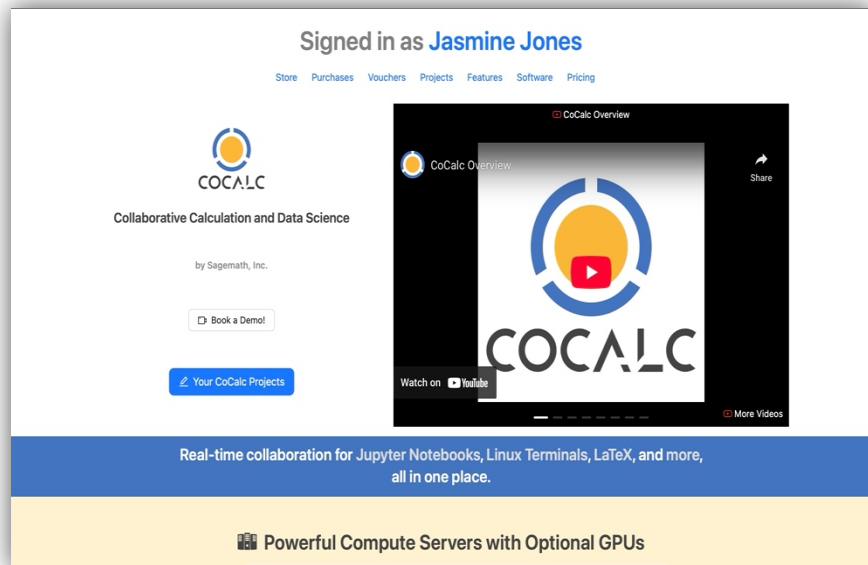 Signed in as Jasmine Jones
Store Purchases Vouchers Projects Features Software Pricing
COCALC
Collaborative Calculation and Data Science
by Sagemath, Inc.
Book a Demo!
Your CoCalc Projects
CoCalc Overview
CoCalc Overview
Share
COCALC
Watch on YouTube
More Videos
Real-time collaboration for Jupyter Notebooks, Linux Terminals, LaTeX, and more,
all in one place.
Powerful Compute Servers with Optional GPUs